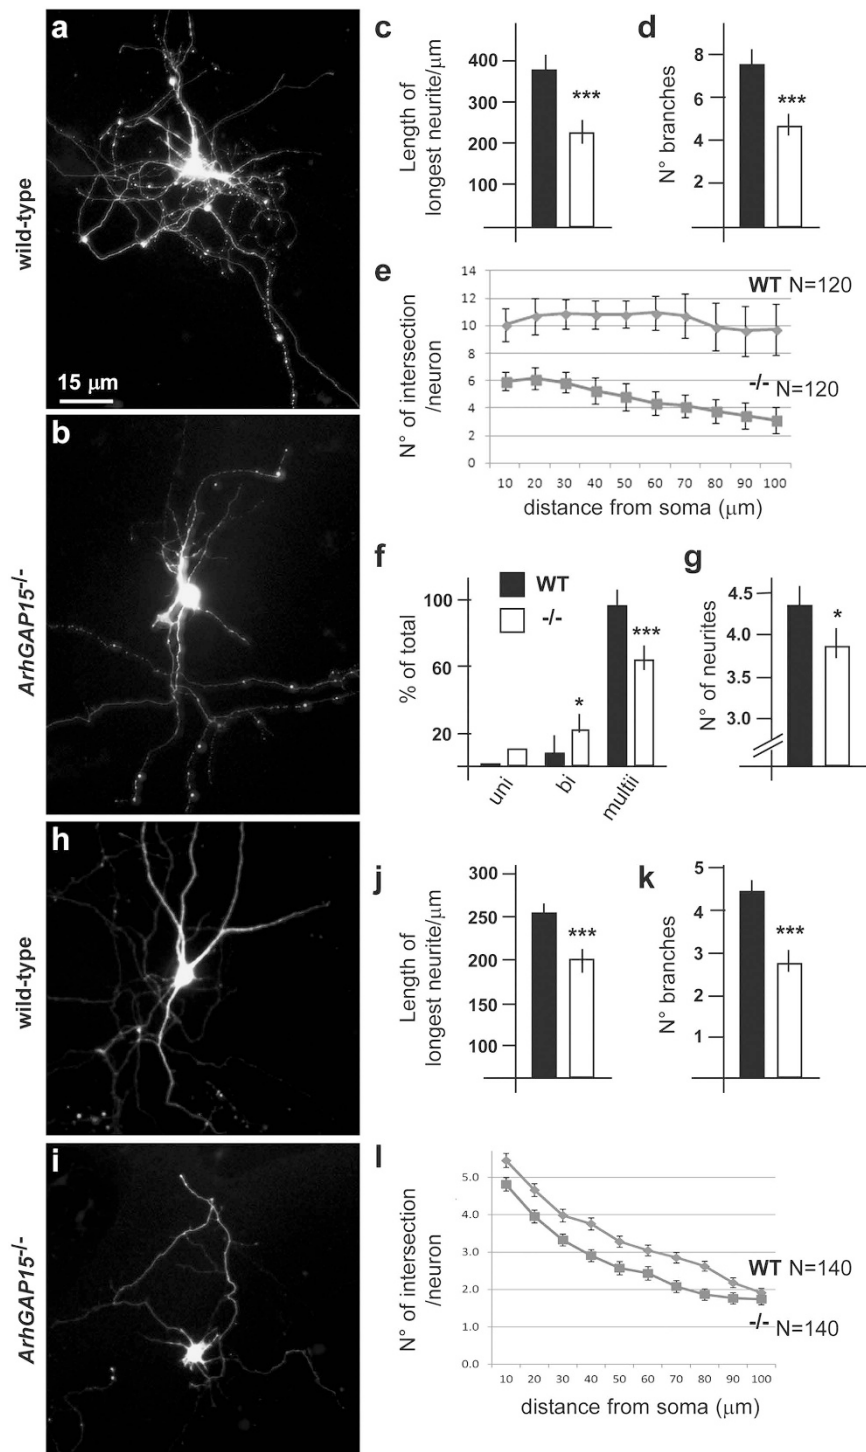 a
wild-type
15 μm
b
ArhGAP15-/-
c
Length of
longest neurite/μm
400
300
200
100
***
d
N° branches
8
6
4
2
***
e
N° of intersection
/neuron
14
12
10
8
6
4
2
0
WT N=120
-/- N=120
10 20 30 40 50 60 70 80 90 100
distance from soma (μm)
f
% of total
100
60
20
WT
-/-
*
***
uni
bi
multii
g
N° of neurites
4.5
4.0
3.5
3.0
*
h
wild-type
i
ArhGAP15-/-
j
Length of
longest neurite/μm
300
250
200
150
100
***
k
N° branches
5
4
3
2
1
***
l
N° of intersection
/neuron
5.0
4.0
3.0
2.0
1.0
0.0
WT N=140
-/- N=140
10 20 30 40 50 60 70 80 90 100
distance from soma (μm)